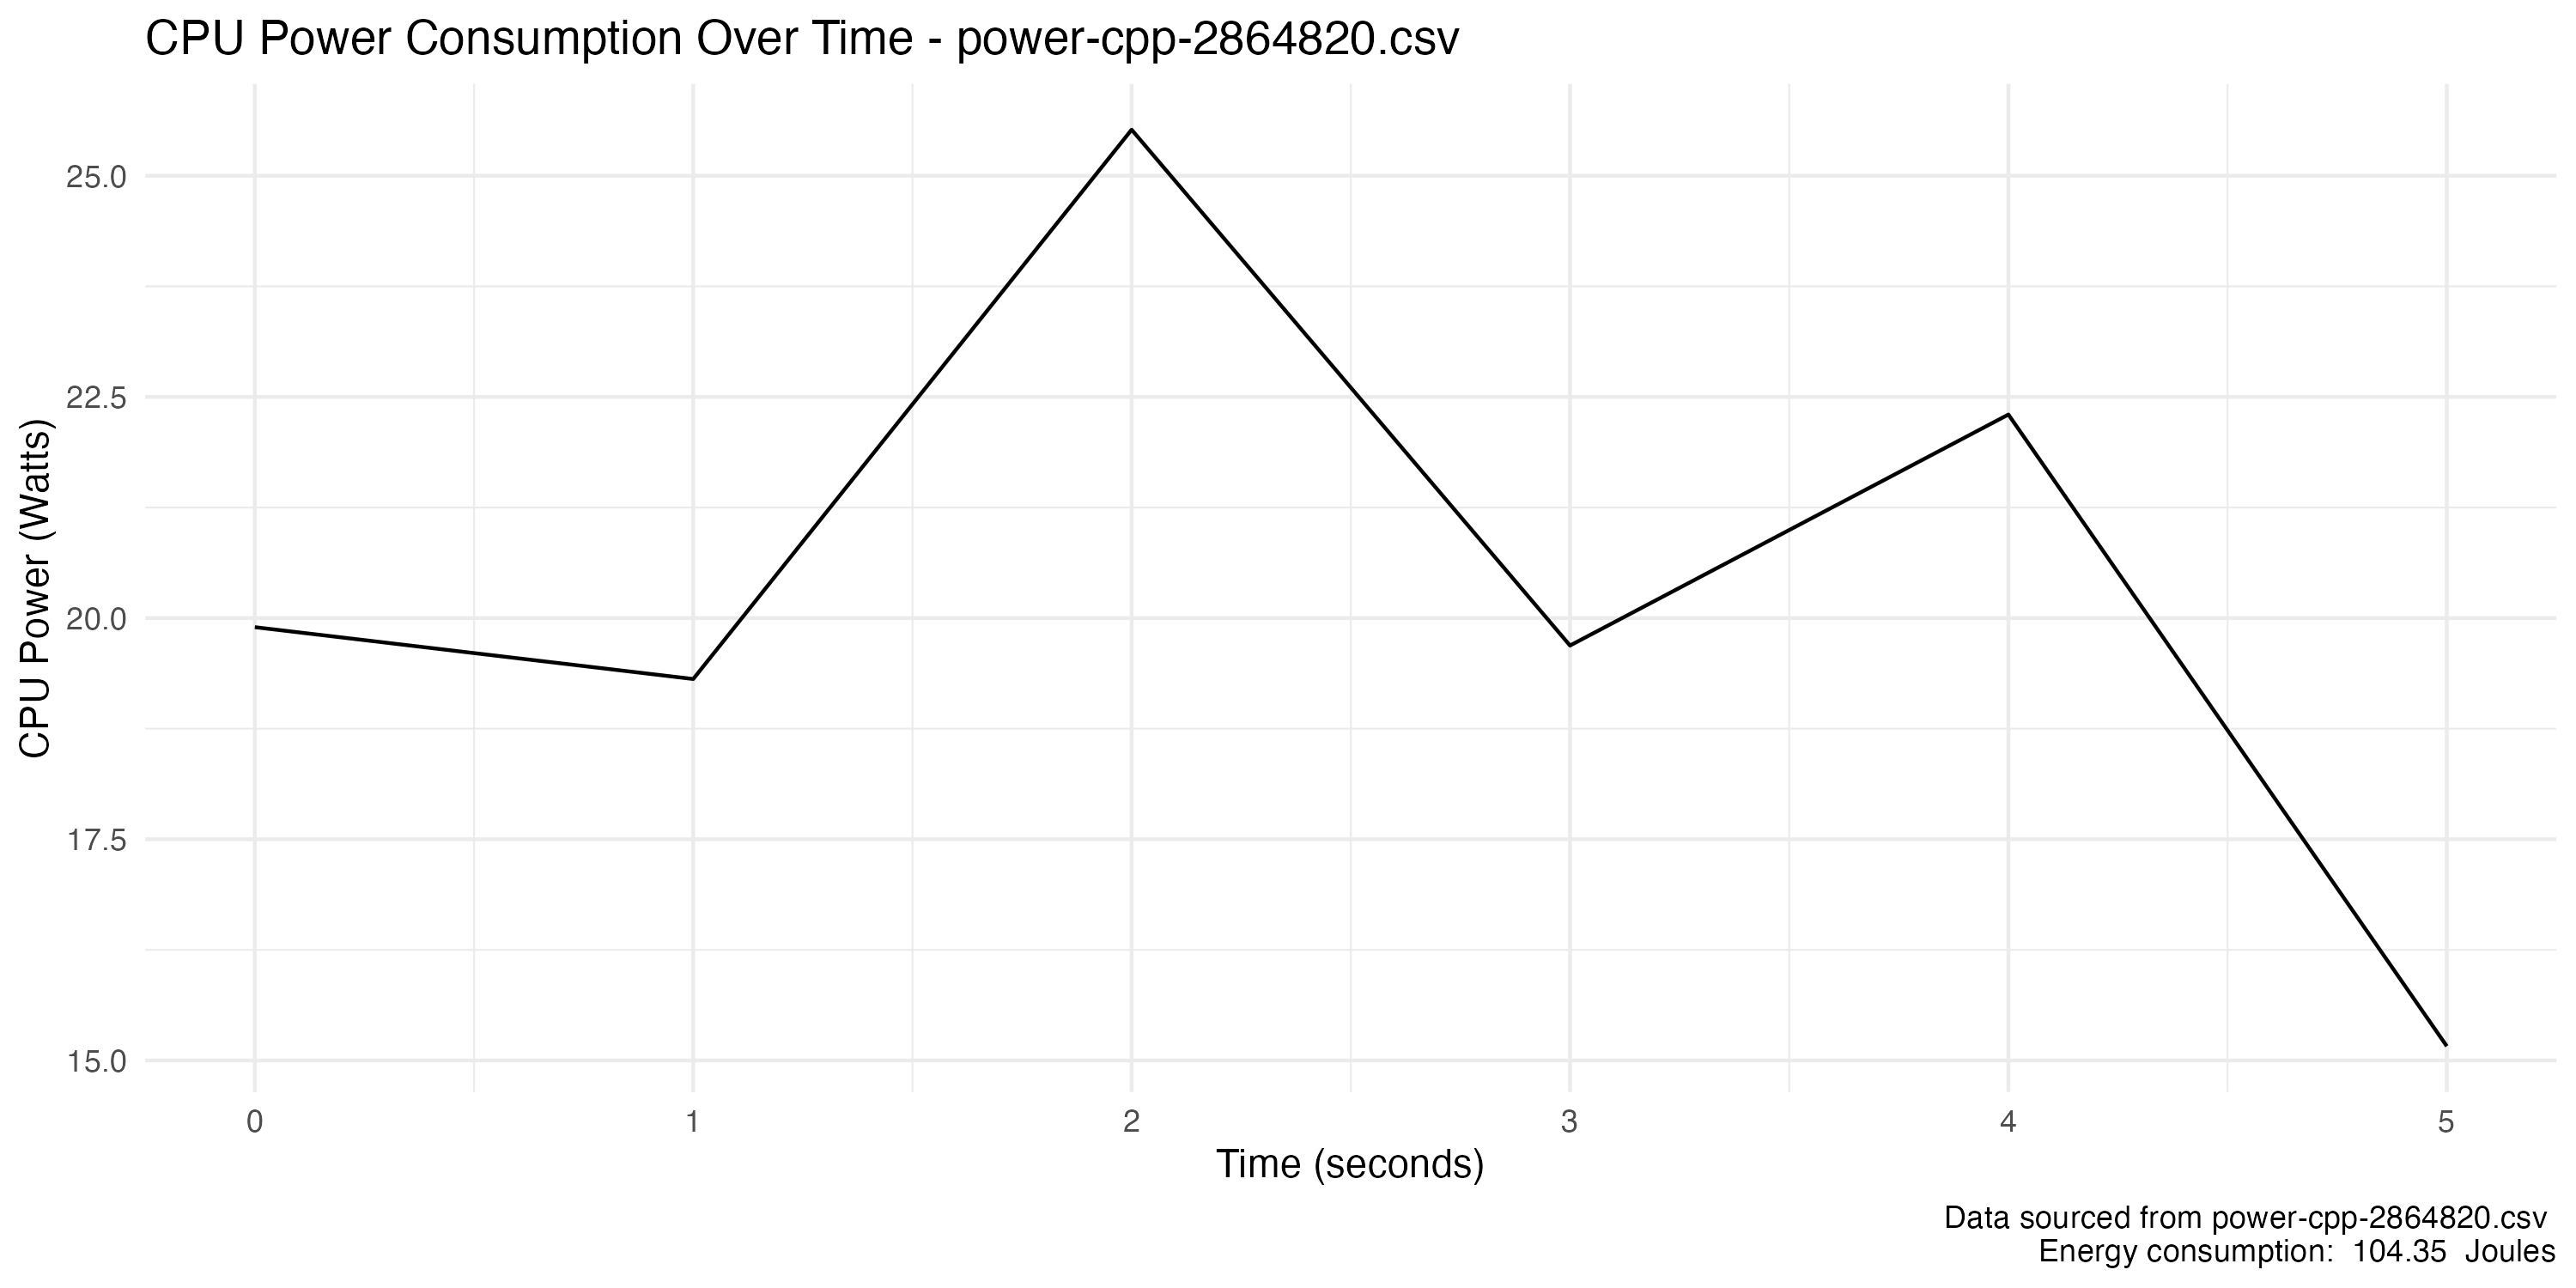 CPU Power Consumption Over Time - power-cpp-2864820.csv
CPU Power (Watts)
25.0
22.5
20.0
17.5
15.0
0 1 2 3 4 5
Time (seconds)
Data sourced from power-cpp-2864820.csv
Energy consumption: 104.35 Joules